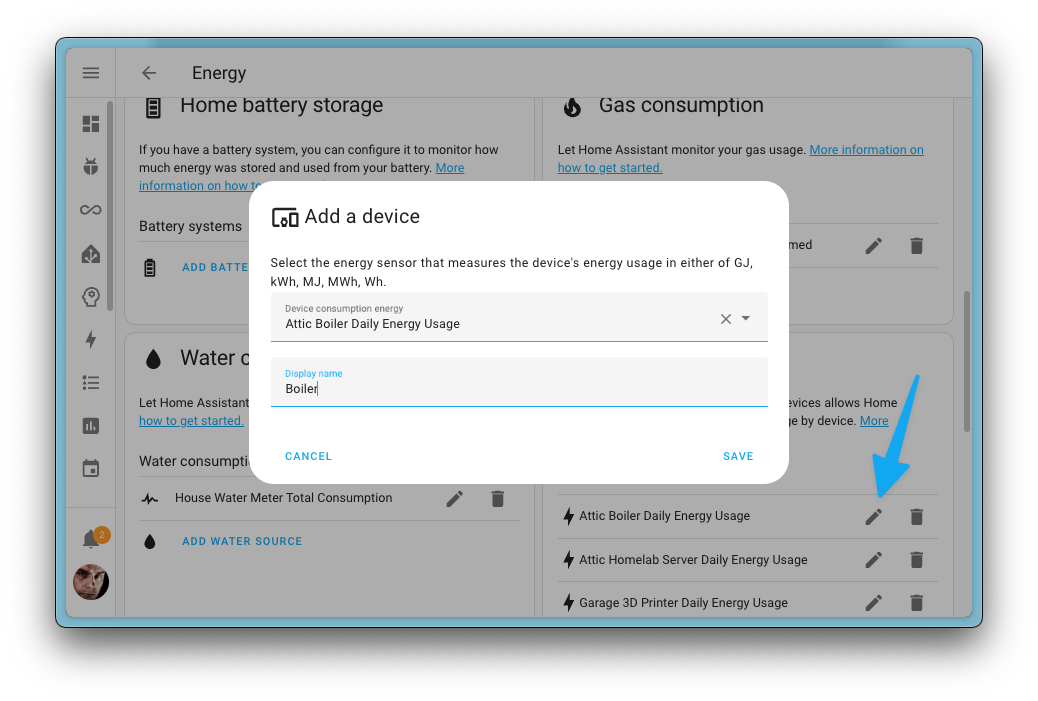 Energy
Home battery storage
If you have a battery system, you can configure it to monitor how
much energy was stored and used from your battery. More
information on how to
Battery systems
ADD BATTE
Gas consumption
Let Home Assistant monitor your gas usage. More information on
how to get started.
med
Add a device
Select the energy sensor that measures the device's energy usage in either of GJ,
kWh, MJ, MWh, Wh.
Device consumption energy
Attic Boiler Daily Energy Usage
Display name
Boiler
CANCEL
SAVE
Water c
Let Home Assistant
how to get started.
Water consumpti
House Water Meter Total Consumption
ADD WATER SOURCE
evices allows Home
ge by device. More
Attic Boiler Daily Energy Usage
Attic Homelab Server Daily Energy Usage
Garage 3D Printer Daily Energy Usage
2